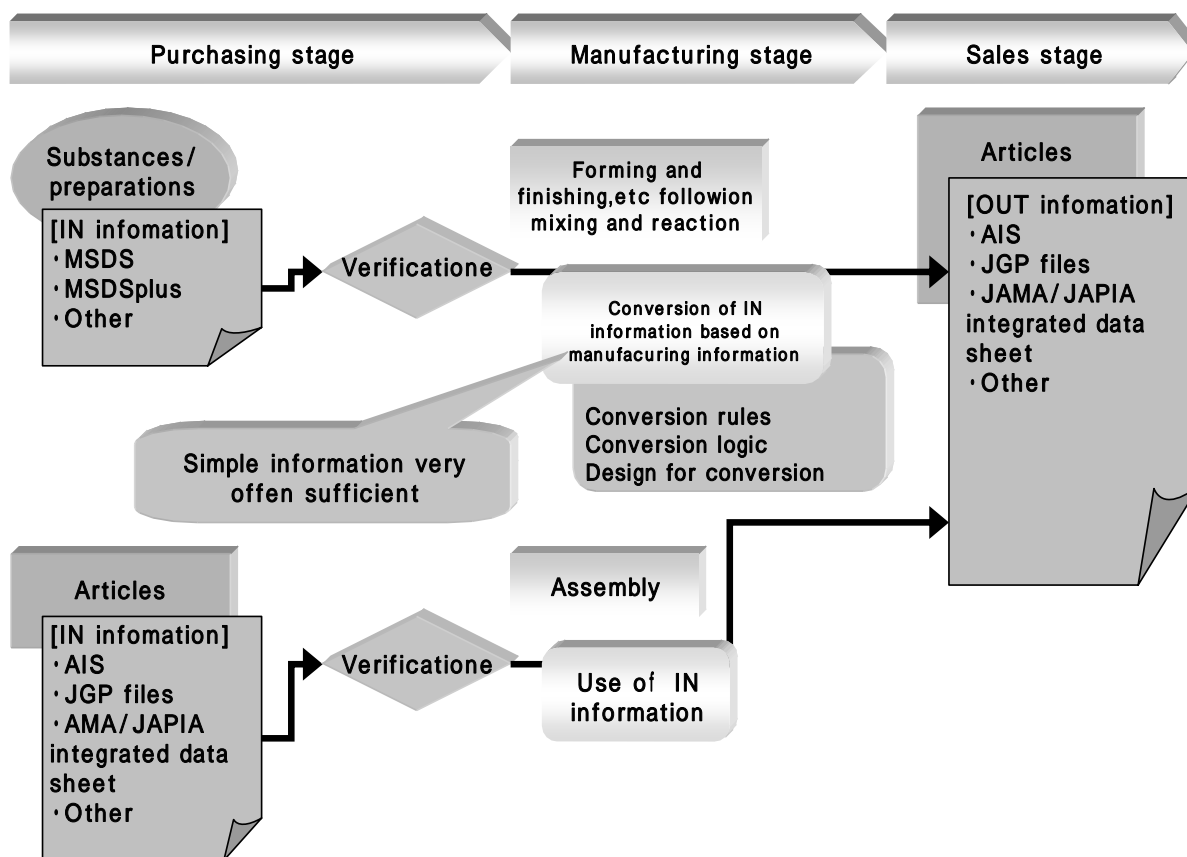 Purchasing stage
Manufacturing stage
Sales stage
Substances/
preparations
[IN infomation]
・MSDS
・MSDSplus
・Other
Verificatione
Forming and
finishing,etc followion
mixing and reaction
Conversion of IN
information based on
manufacuring information
Conversion rules
Conversion logic
Design for conversion
Simple information very
offen sufficient
Articles
[OUT infomation]
・AIS
・JGP files
・JAMA/JAPIA
integrated data
sheet
・Other
Articles
[IN infomation]
・AIS
・JGP files
・AMA/JAPIA
integrated data
sheet
・Other
Verificatione
Assembly
Use of IN
information